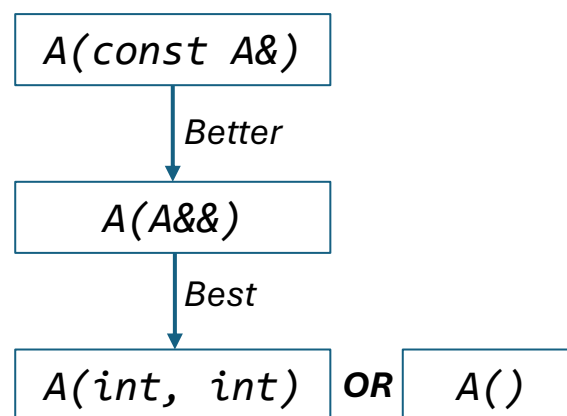 A(const A&)
Better
A(A&&)
Best
A(int, int) OR A()